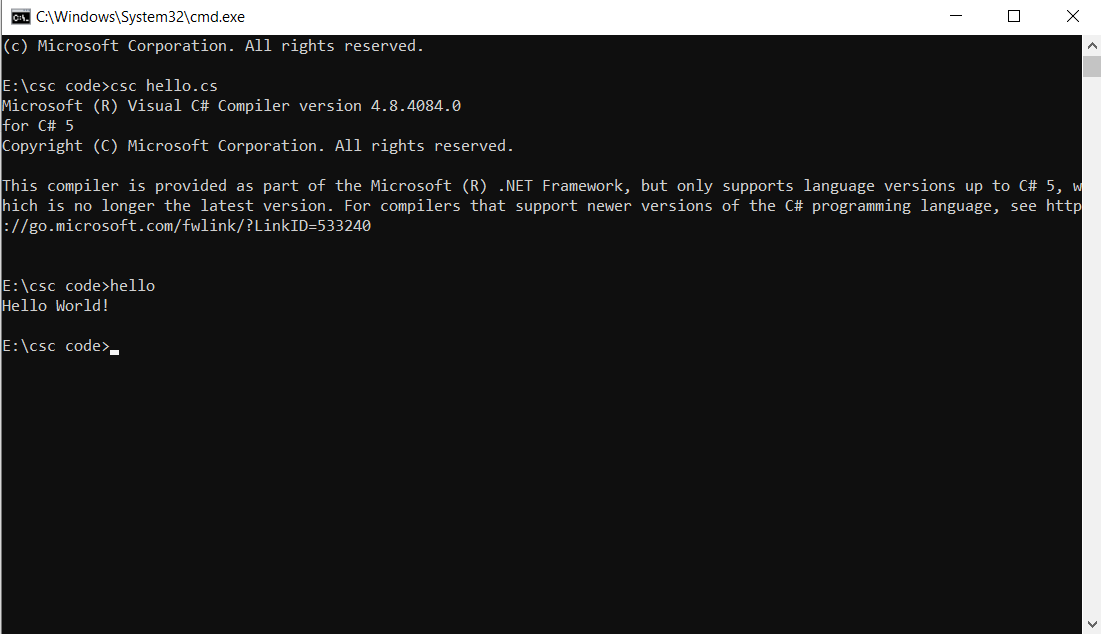 C:\Windows\System32\cmd.exe
(c) Microsoft Corporation. All rights reserved.
E:\csc code>csc hello.cs
Microsoft (R) Visual C# Compiler version 4.8.4084.0
for C# 5
Copyright (C) Microsoft Corporation. All rights reserved.
This compiler is provided as part of the Microsoft (R) .NET Framework, but only supports language versions up to C# 5, w
hich is no longer the latest version. For compilers that support newer versions of the C# programming language, see http
://go.microsoft.com/fwlink/?LinkID=533240
E:\csc code>hello
Hello World!
E:\csc code>